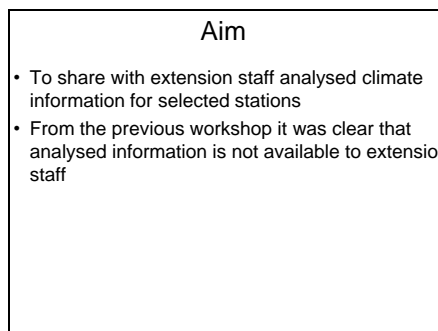 Aim
• To share with extension staff analysed climate
information for selected stations
• From the previous workshop it was clear that
analysed information is not available to extensio
staff